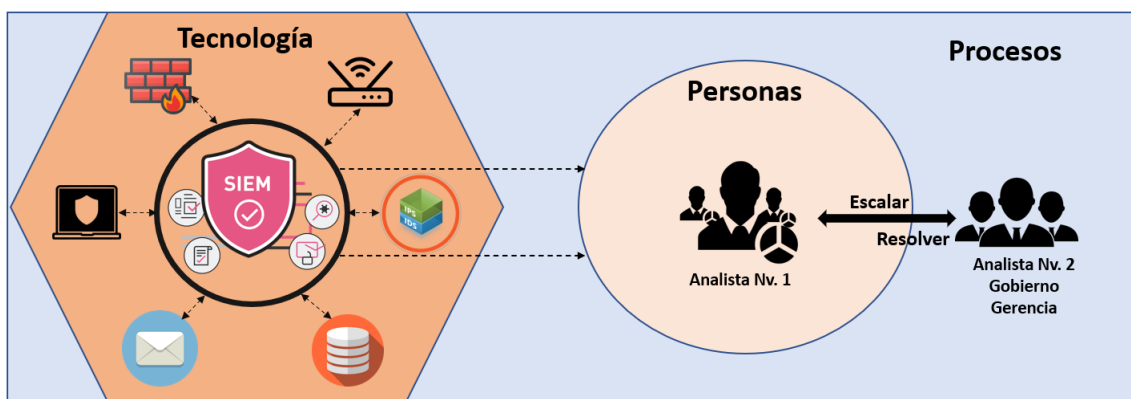 Tecnología
SIEM
IPS
IDS
Personas
Analista Nv. 1
Procesos
Escalar
Resolver
Analista Nv. 2
Gobierno
Gerencia